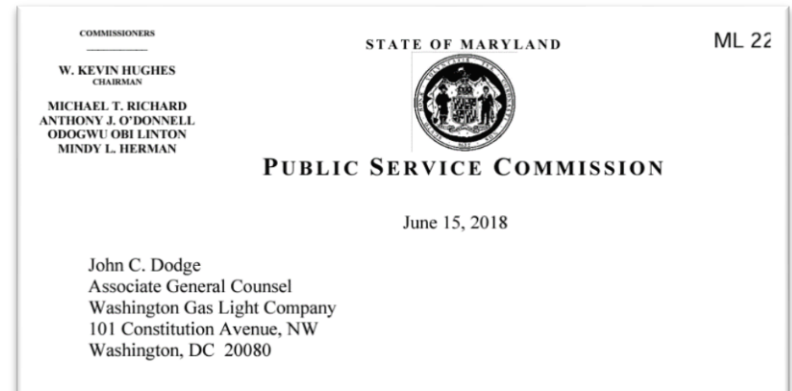 COMMISSIONERS
W. KEVIN HUGHES
CHAIRMAN
MICHAEL T. RICHARD
ANTHONY J. O'DONNELL
ODOGWU OBI LINTON
MINDY L. HERMAN
STATE OF MARYLAND
ML 22
PUBLIC SERVICE COMMISSION
June 15, 2018
John C. Dodge
Associate General Counsel
Washington Gas Light Company
101 Constitution Avenue, NW
Washington, DC 20080